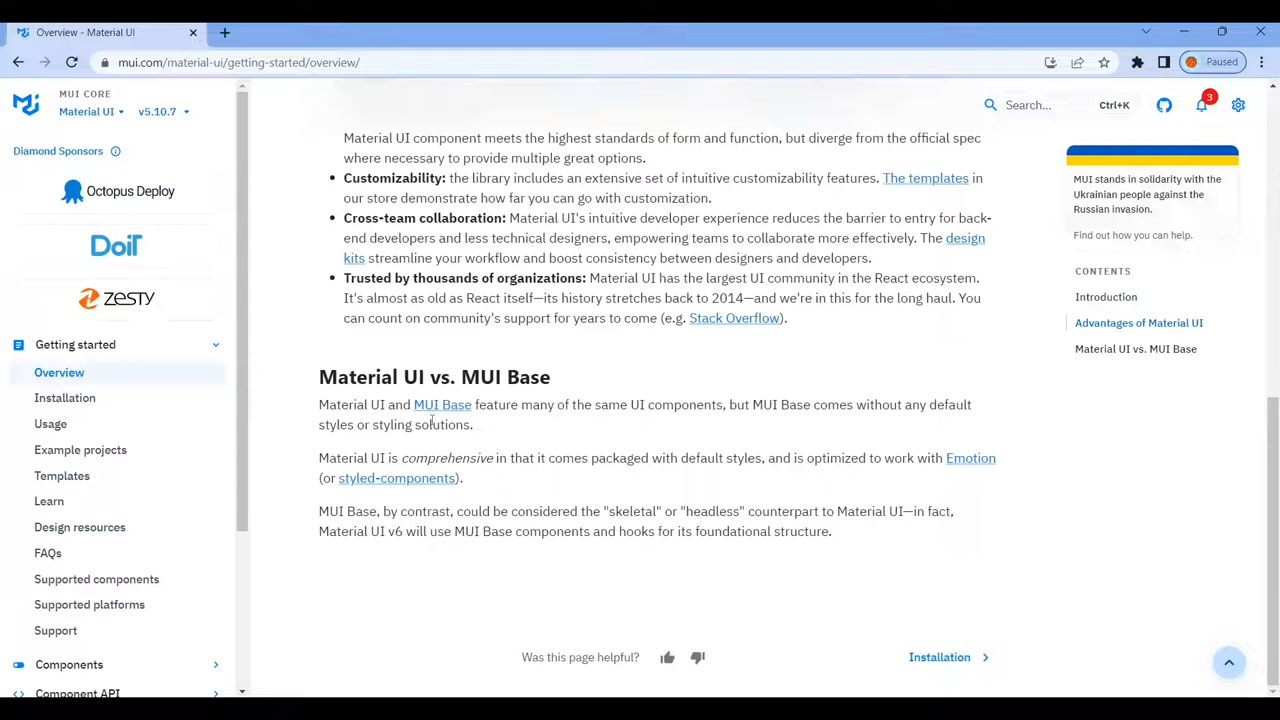 Overview - Material UI
mui.com/material-ui/getting-started/overview/
Paused
MUI CORE
Material UI
v5.10.7
Search...
Ctrl+K
3
Diamond Sponsors
Octopus Deploy
DoiT
ZESTY
Getting started
Overview
Installation
Usage
Example projects
Templates
Learn
Design resources
FAQs
Supported components
Supported platforms
Support
Components
Component API
Material UI component meets the highest standards of form and function, but diverge from the official spec
where necessary to provide multiple great options.
Customizability: the library includes an extensive set of intuitive customizability features. The templates in
our store demonstrate how far you can go with customization.
Cross-team collaboration: Material UI's intuitive developer experience reduces the barrier to entry for back-
end developers and less technical designers, empowering teams to collaborate more effectively. The design
kits streamline your workflow and boost consistency between designers and developers.
Trusted by thousands of organizations: Material UI has the largest UI community in the React ecosystem.
It's almost as old as React itself—its history stretches back to 2014—and we're in this for the long haul. You
can count on community's support for years to come (e.g. Stack Overflow).
Material UI vs. MUI Base
Material UI and MUI Base feature many of the same UI components, but MUI Base comes without any default
styles or styling solutions.
Material UI is comprehensive in that it comes packaged with default styles, and is optimized to work with Emotion
(or styled-components).
MUI Base, by contrast, could be considered the "skeletal" or "headless" counterpart to Material UI—in fact,
Material UI v6 will use MUI Base components and hooks for its foundational structure.
Was this page helpful?
Installation
MUI stands in solidarity with the
Ukrainian people against the
Russian invasion.
Find out how you can help.
CONTENTS
Introduction
Advantages of Material UI
Material UI vs. MUI Base